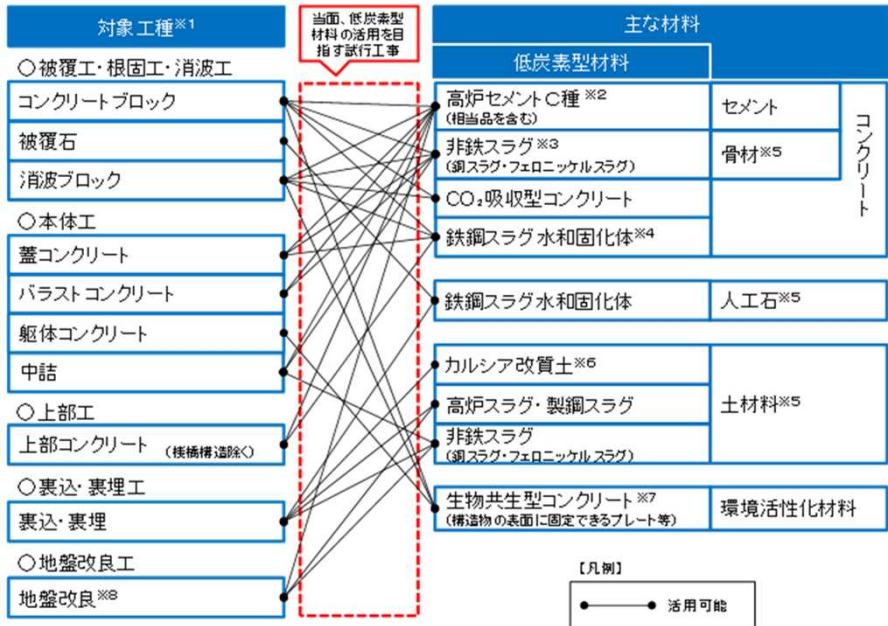 対象工種※1
○被覆工・根固工・消波工
コンクリートブロック
被覆石
消波ブロック
○本体工
蓋コンクリート
バラストコンクリート
躯体コンクリート
中詰
○上部工
上部コンクリート (桟橋構造除く)
○裏込・裏埋工
裏込・裏埋
○地盤改良工
地盤改良※8
当面、低炭素型
材料の活用を目
指す試行工事
主な材料
低炭素型材料
高炉セメントC種※2
(相当品を含む)
セメント
非鉄スラグ※3
(銅スラグ・フェロニッケルスラグ)
骨材※5
CO₂吸収型コンクリート
鉄鋼スラグ水和固化体※4
コンクリート
鉄鋼スラグ水和固化体
人工石※5
カルシア改質土※6
高炉スラグ・製鋼スラグ
非鉄スラグ
(銅スラグ・フェロニッケルスラグ)
土材料※5
生物共生型コンクリート※7
(構造物の表面に固定できるプレート等)
環境活性化材料
【凡例】
活用可能